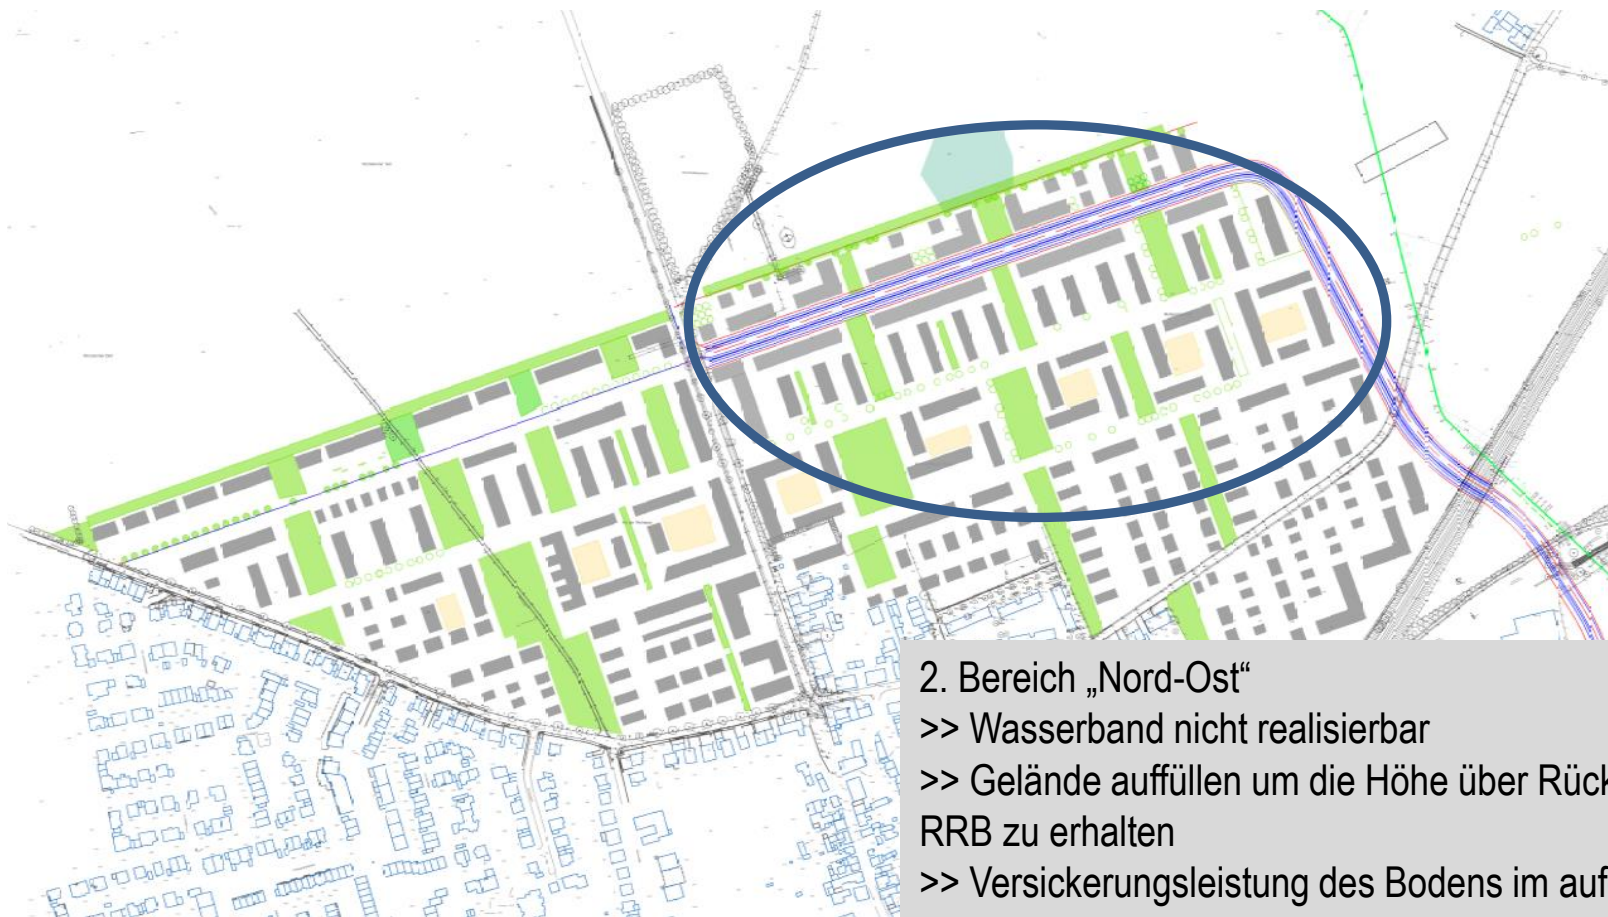 2. Bereich „Nord-Ost“
>> Wasserband nicht realisierbar
>> Gelände auffüllen um die Höhe über Rück
RRB zu erhalten
>> Versickerungsleistung des Bodens im auf